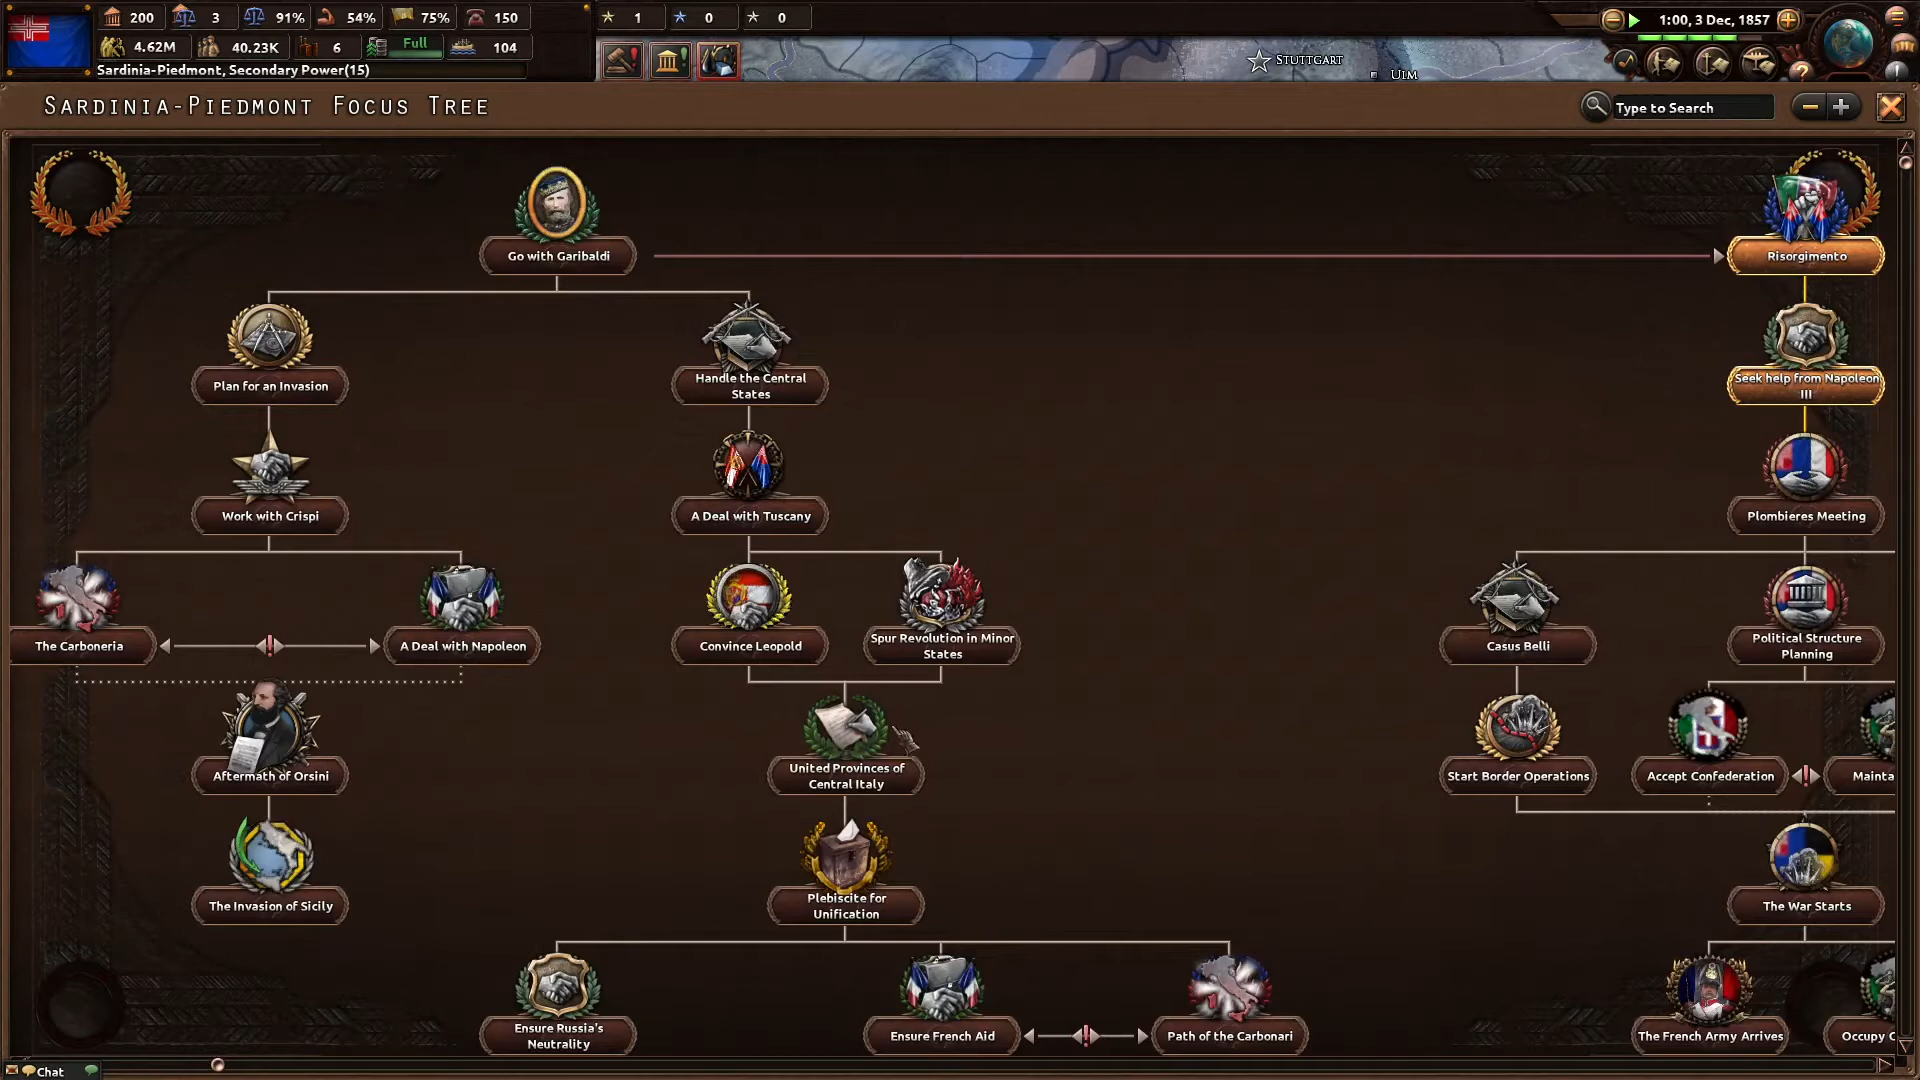 200 3 91% 54% 75% 150 1 0 0 1:00, 3 Dec, 1857
4.62M 40.23K 6 Full 104
Sardinia-Piedmont, Secondary Power(15)
STUTTGART
ULM
SARDINIA-PIEDMONT FOCUS TREE
Type to Search
Go with Garibaldi
Risorgimento
Plan for an Invasion
Handle the Central
States
Seek help from Napoleon
III
Work with Crispi
A Deal with Tuscany
Plombieres Meeting
The Carboneria
A Deal with Napoleon
Convince Leopold
Spur Revolution in Minor
States
Casus Belli
Political Structure
Planning
Aftermath of Orsini
United Provinces of
Central Italy
Start Border Operations
Accept Confederation
Mainta
The Invasion of Sicily
Plebiscite for
Unification
The War Starts
Ensure Russia's
Neutrality
Ensure French Aid
Path of the Carbonari
The French Army Arrives
Occupy C
Chat